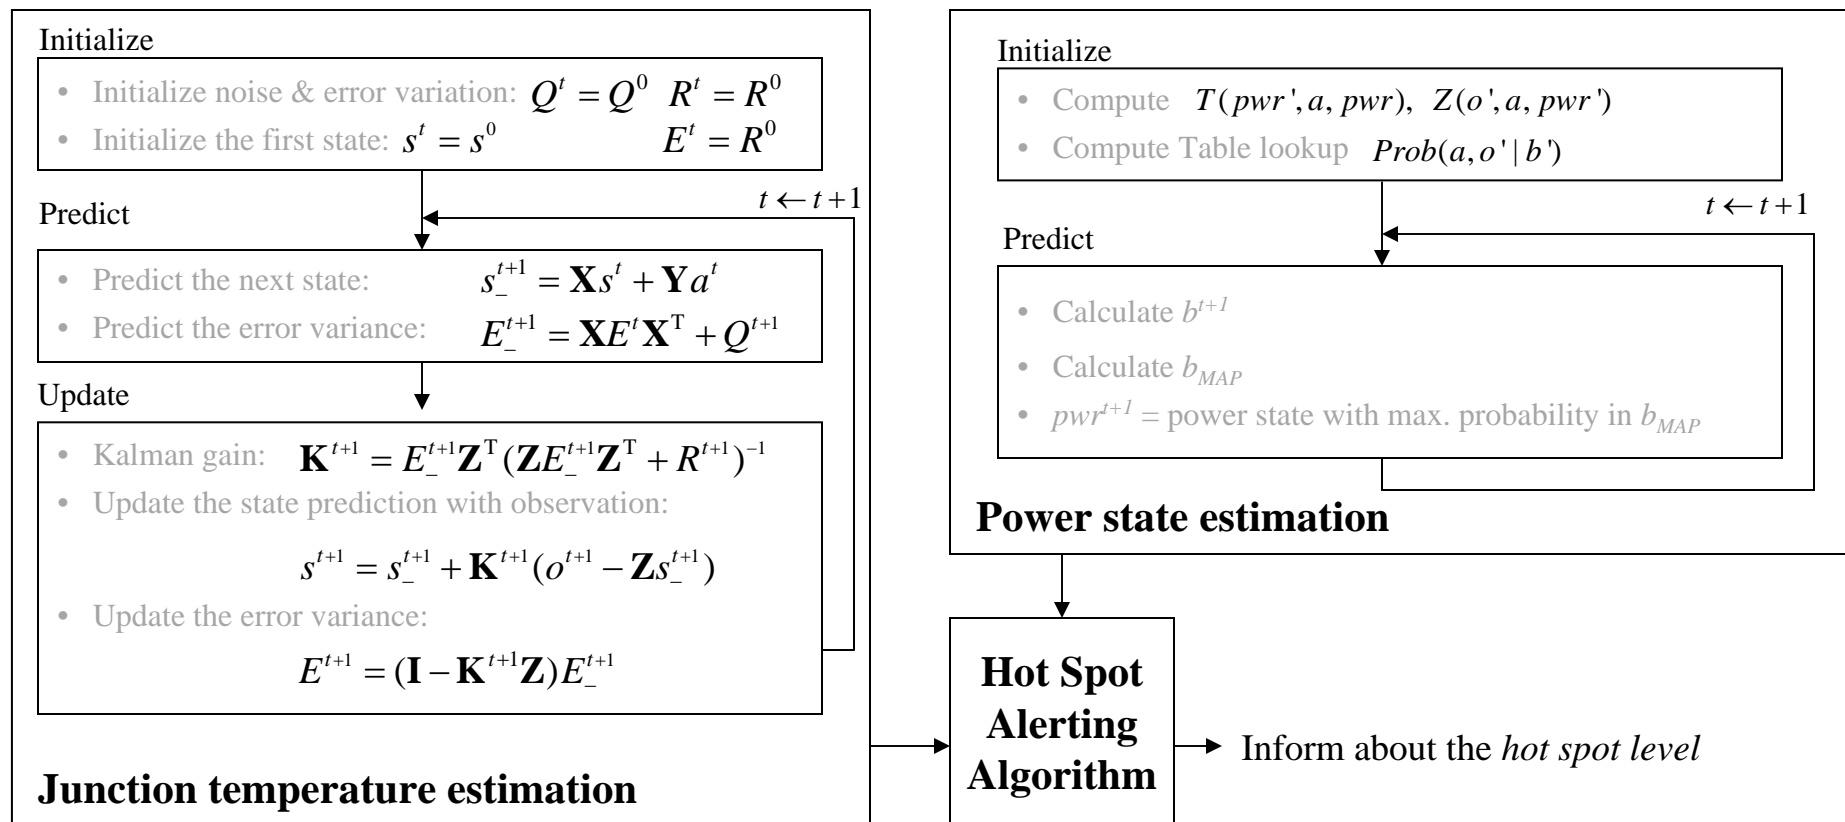 Initialize
• Initialize noise & error variation: Q^t = Q^0 R^t = R^0
• Initialize the first state: s^t = s^0 E^t = R^0
t ← t+1
Predict
• Predict the next state: s_−^{t+1} = Xs^t + Ya^t
• Predict the error variance: E_−^{t+1} = XE^tX^T + Q^{t+1}
Update
• Kalman gain: K^{t+1} = E_−^{t+1}Z^T(ZE_−^{t+1}Z^T + R^{t+1})^{−1}
• Update the state prediction with observation:
s^{t+1} = s_−^{t+1} + K^{t+1}(o^{t+1} − Zs_−^{t+1})
• Update the error variance:
E^{t+1} = (I − K^{t+1}Z)E_−^{t+1}
Junction temperature estimation
Initialize
• Compute T(pwr', a, pwr), Z(o', a, pwr')
• Compute Table lookup Prob(a, o' | b')
t ← t+1
Predict
• Calculate b^{t+1}
• Calculate b_{MAP}
• pwr^{t+1} = power state with max. probability in b_{MAP}
Power state estimation
Hot Spot
Alerting
Algorithm
Inform about the hot spot level